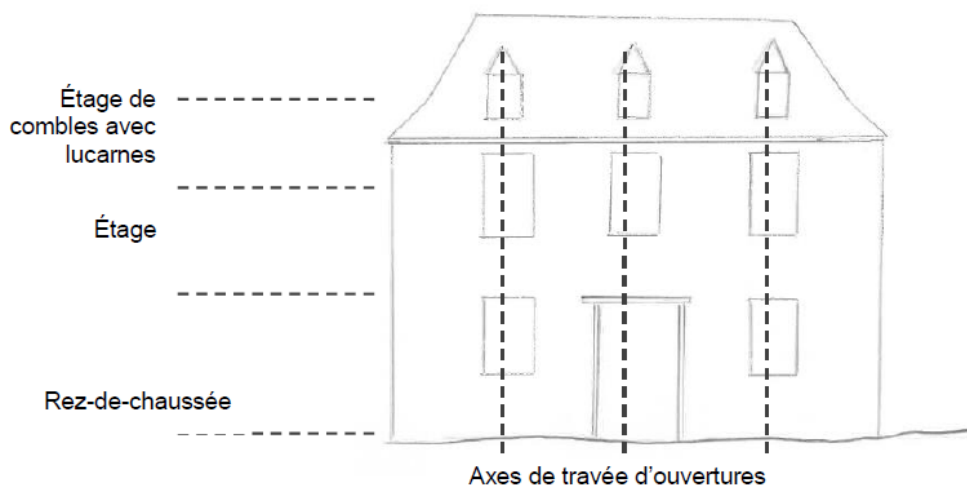 Étage de
combles avec
lucarnes
Étage
Rez-de-chaussée
Axes de travée d'ouvertures